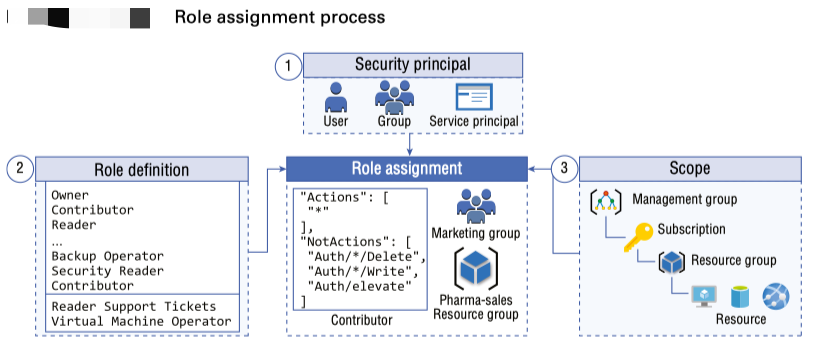 Role assignment process
1
Security principal
User
Group
Service principal
2
Role definition
Owner
Contributor
Reader
...
Backup Operator
Security Reader
Contributor
Reader Support Tickets
Virtual Machine Operator
Role assignment
"Actions": [
"*"
],
"NotActions": [
"Auth/*/Delete",
"Auth/*/Write",
"Auth/elevate"
]
Contributor
Marketing group
Pharma-sales
Resource group
3
Scope
Management group
Subscription
Resource group
Resource